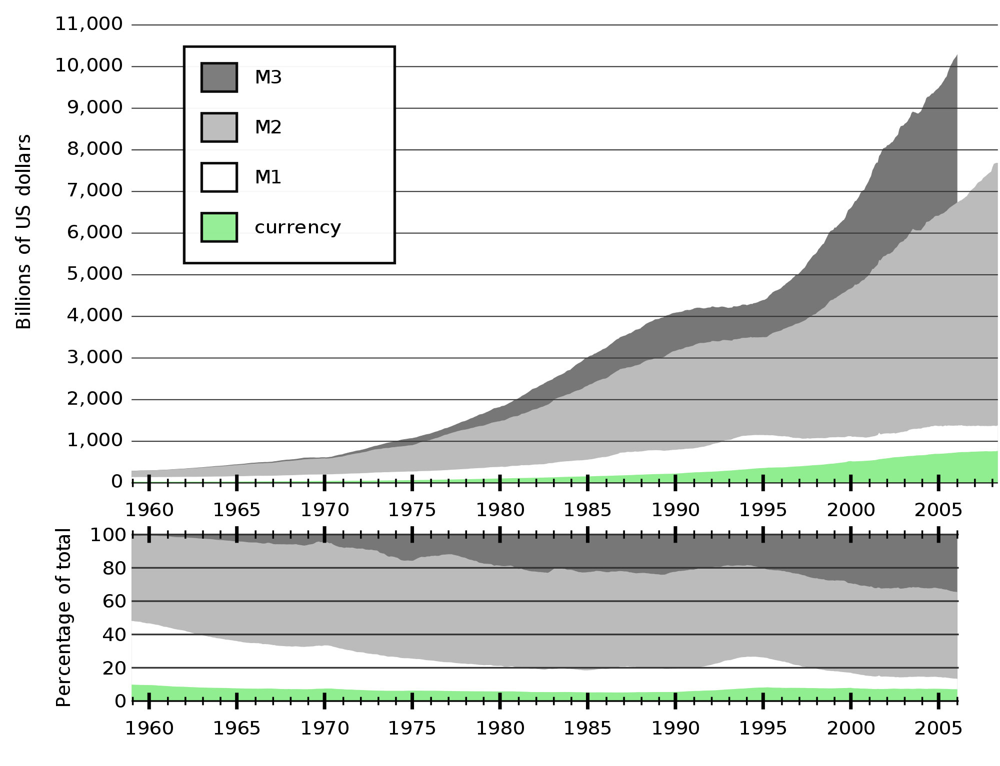 Billions of US dollars
11,000
10,000
9,000
8,000
7,000
6,000
5,000
4,000
3,000
2,000
1,000
0
M3
M2
M1
currency
1960 1965 1970 1975 1980 1985 1990 1995 2000 2005
Percentage of total
100
80
60
40
20
0
1960 1965 1970 1975 1980 1985 1990 1995 2000 2005